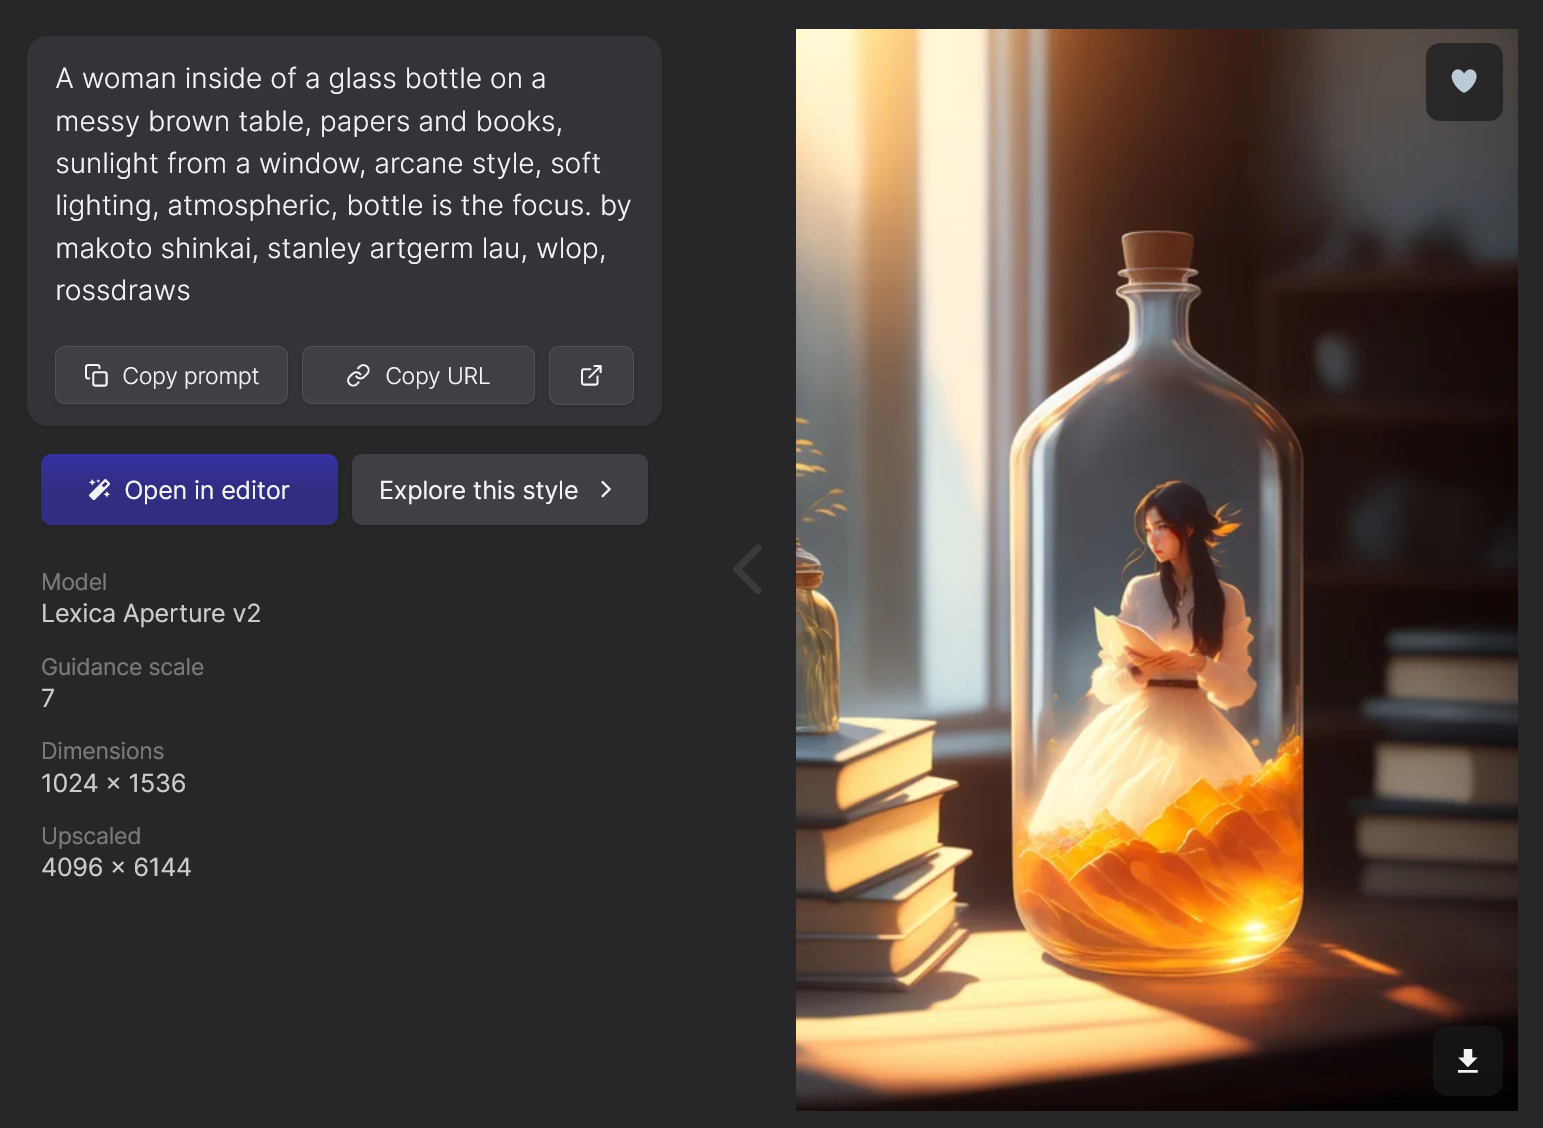 A woman inside of a glass bottle on a
messy brown table, papers and books,
sunlight from a window, arcane style, soft
lighting, atmospheric, bottle is the focus. by
makoto shinkai, stanley artgerm lau, wlop,
rossdraws
Copy prompt
Copy URL
Open in editor
Explore this style
Model
Lexica Aperture v2
Guidance scale
7
Dimensions
1024 × 1536
Upscaled
4096 × 6144